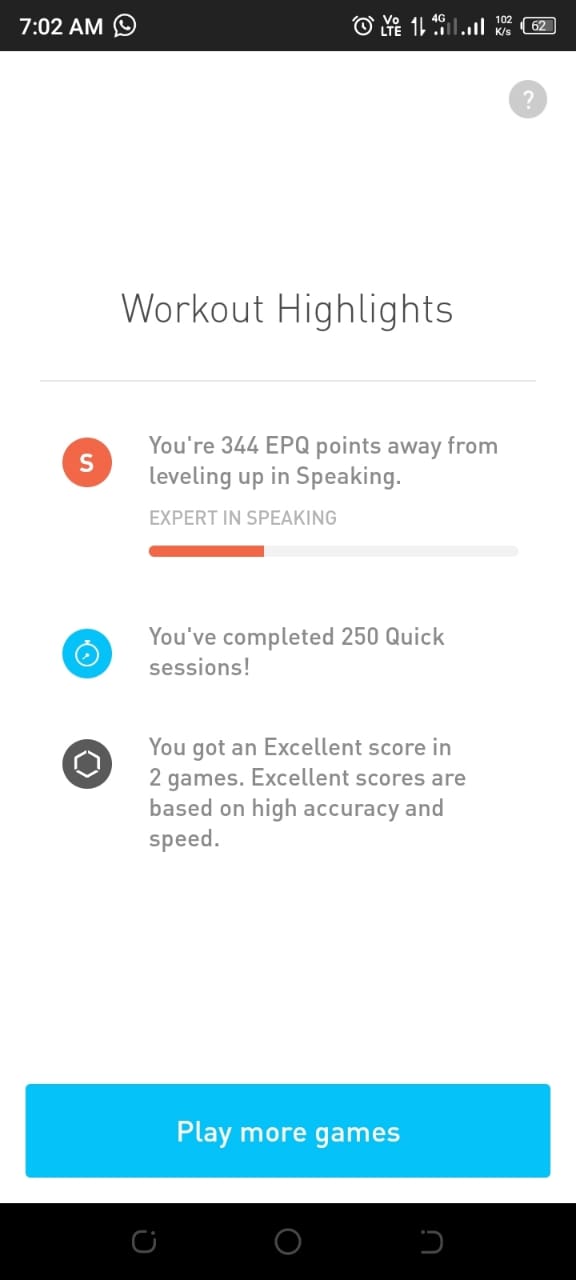 7:02 AM
Vo LTE 4G 102 K/s 62
?
Workout Highlights
S
You're 344 EPQ points away from
leveling up in Speaking.
EXPERT IN SPEAKING
You've completed 250 Quick
sessions!
You got an Excellent score in
2 games. Excellent scores are
based on high accuracy and
speed.
Play more games